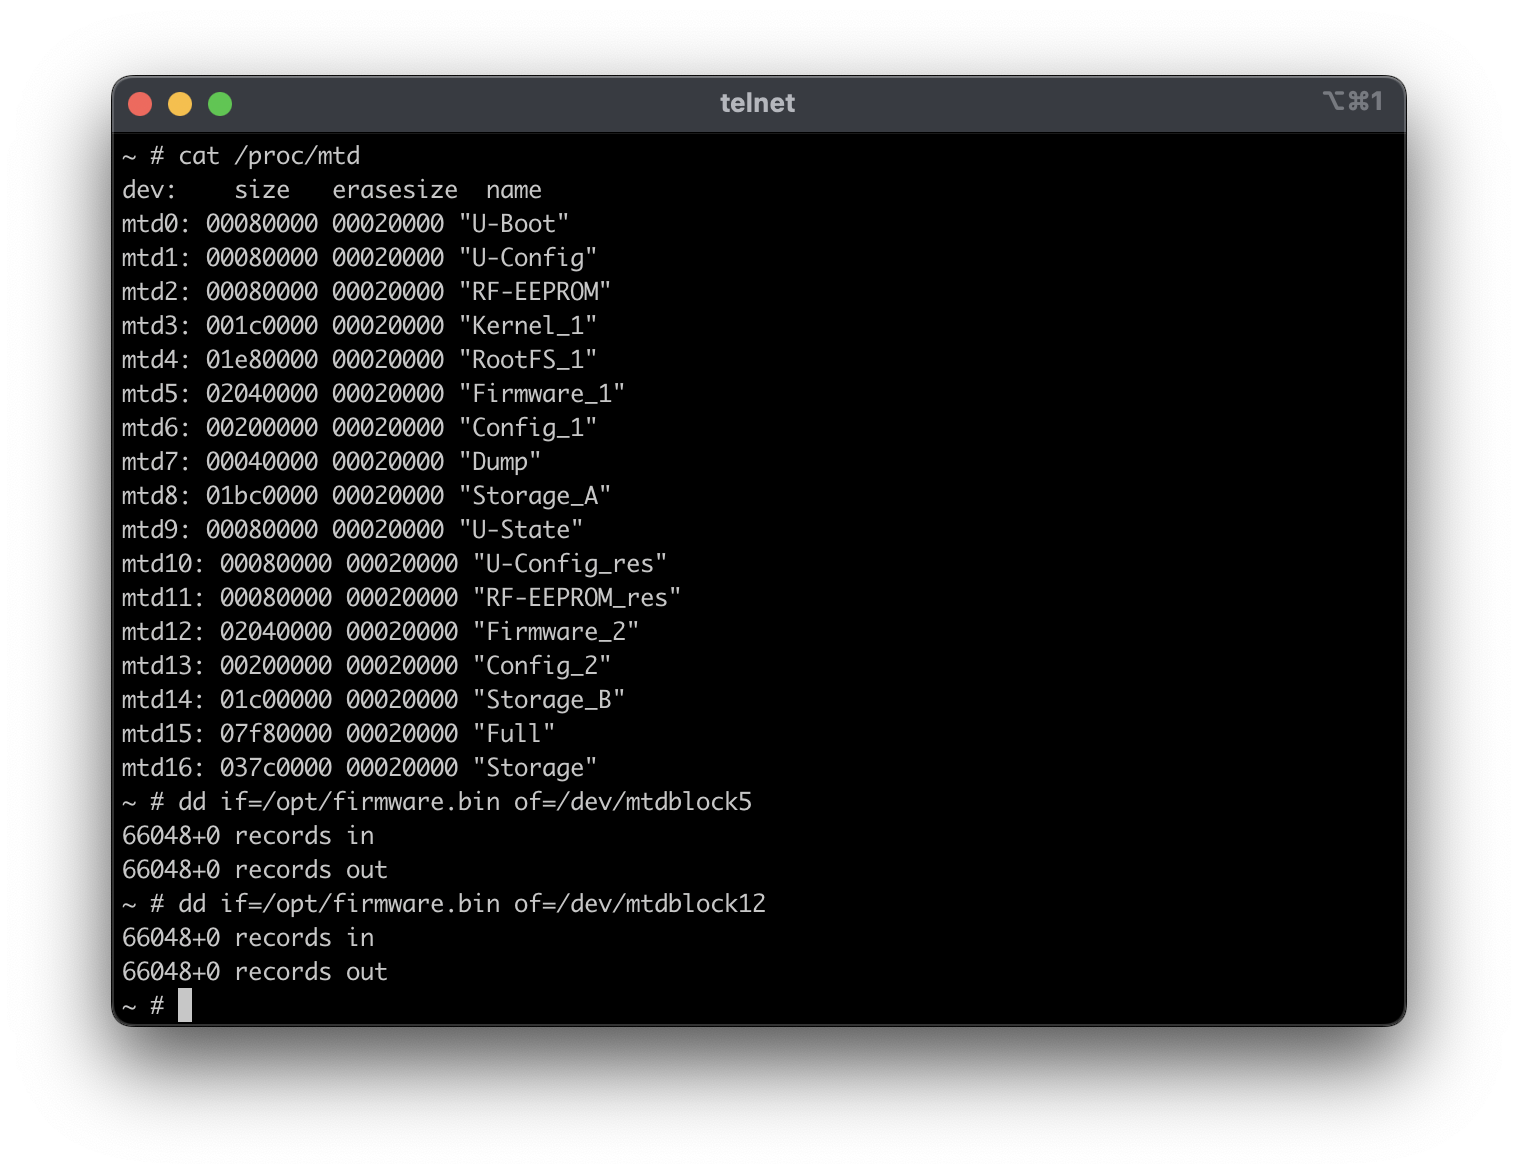 telnet
⌥⌘1
~ # cat /proc/mtd
dev:    size   erasesize  name
mtd0: 00080000 00020000 "U-Boot"
mtd1: 00080000 00020000 "U-Config"
mtd2: 00080000 00020000 "RF-EEPROM"
mtd3: 001c0000 00020000 "Kernel_1"
mtd4: 01e80000 00020000 "RootFS_1"
mtd5: 02040000 00020000 "Firmware_1"
mtd6: 00200000 00020000 "Config_1"
mtd7: 00040000 00020000 "Dump"
mtd8: 01bc0000 00020000 "Storage_A"
mtd9: 00080000 00020000 "U-State"
mtd10: 00080000 00020000 "U-Config_res"
mtd11: 00080000 00020000 "RF-EEPROM_res"
mtd12: 02040000 00020000 "Firmware_2"
mtd13: 00200000 00020000 "Config_2"
mtd14: 01c00000 00020000 "Storage_B"
mtd15: 07f80000 00020000 "Full"
mtd16: 037c0000 00020000 "Storage"
~ # dd if=/opt/firmware.bin of=/dev/mtdblock5
66048+0 records in
66048+0 records out
~ # dd if=/opt/firmware.bin of=/dev/mtdblock12
66048+0 records in
66048+0 records out
~ #